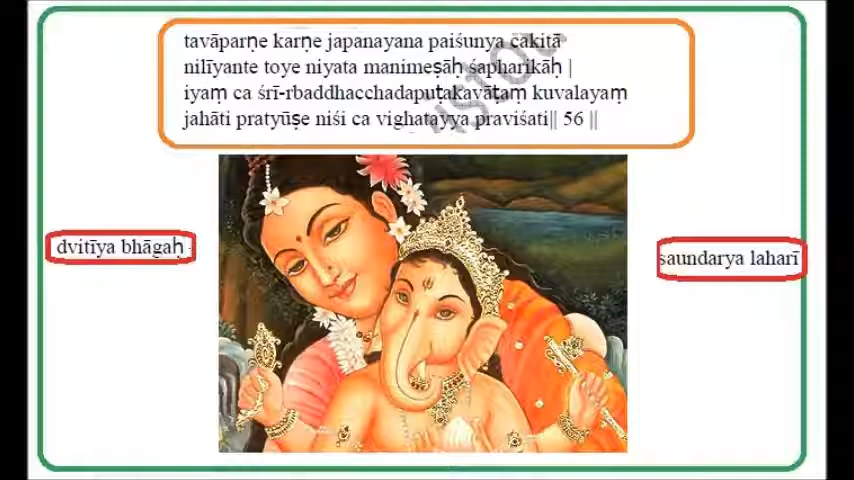 tavāparṇe karṇe japanayana paiśunya cakitā
nilīyante toye niyata manimeṣāḥ śapharikāḥ |
iyaṃ ca śrī-rbaddhacchadapuṭakavāṭaṃ kuvalayaṃ
jahāti pratyūṣe niśi ca vighatayya praviśati|| 56 ||
dvitīya bhāgaḥ
saundarya laharī